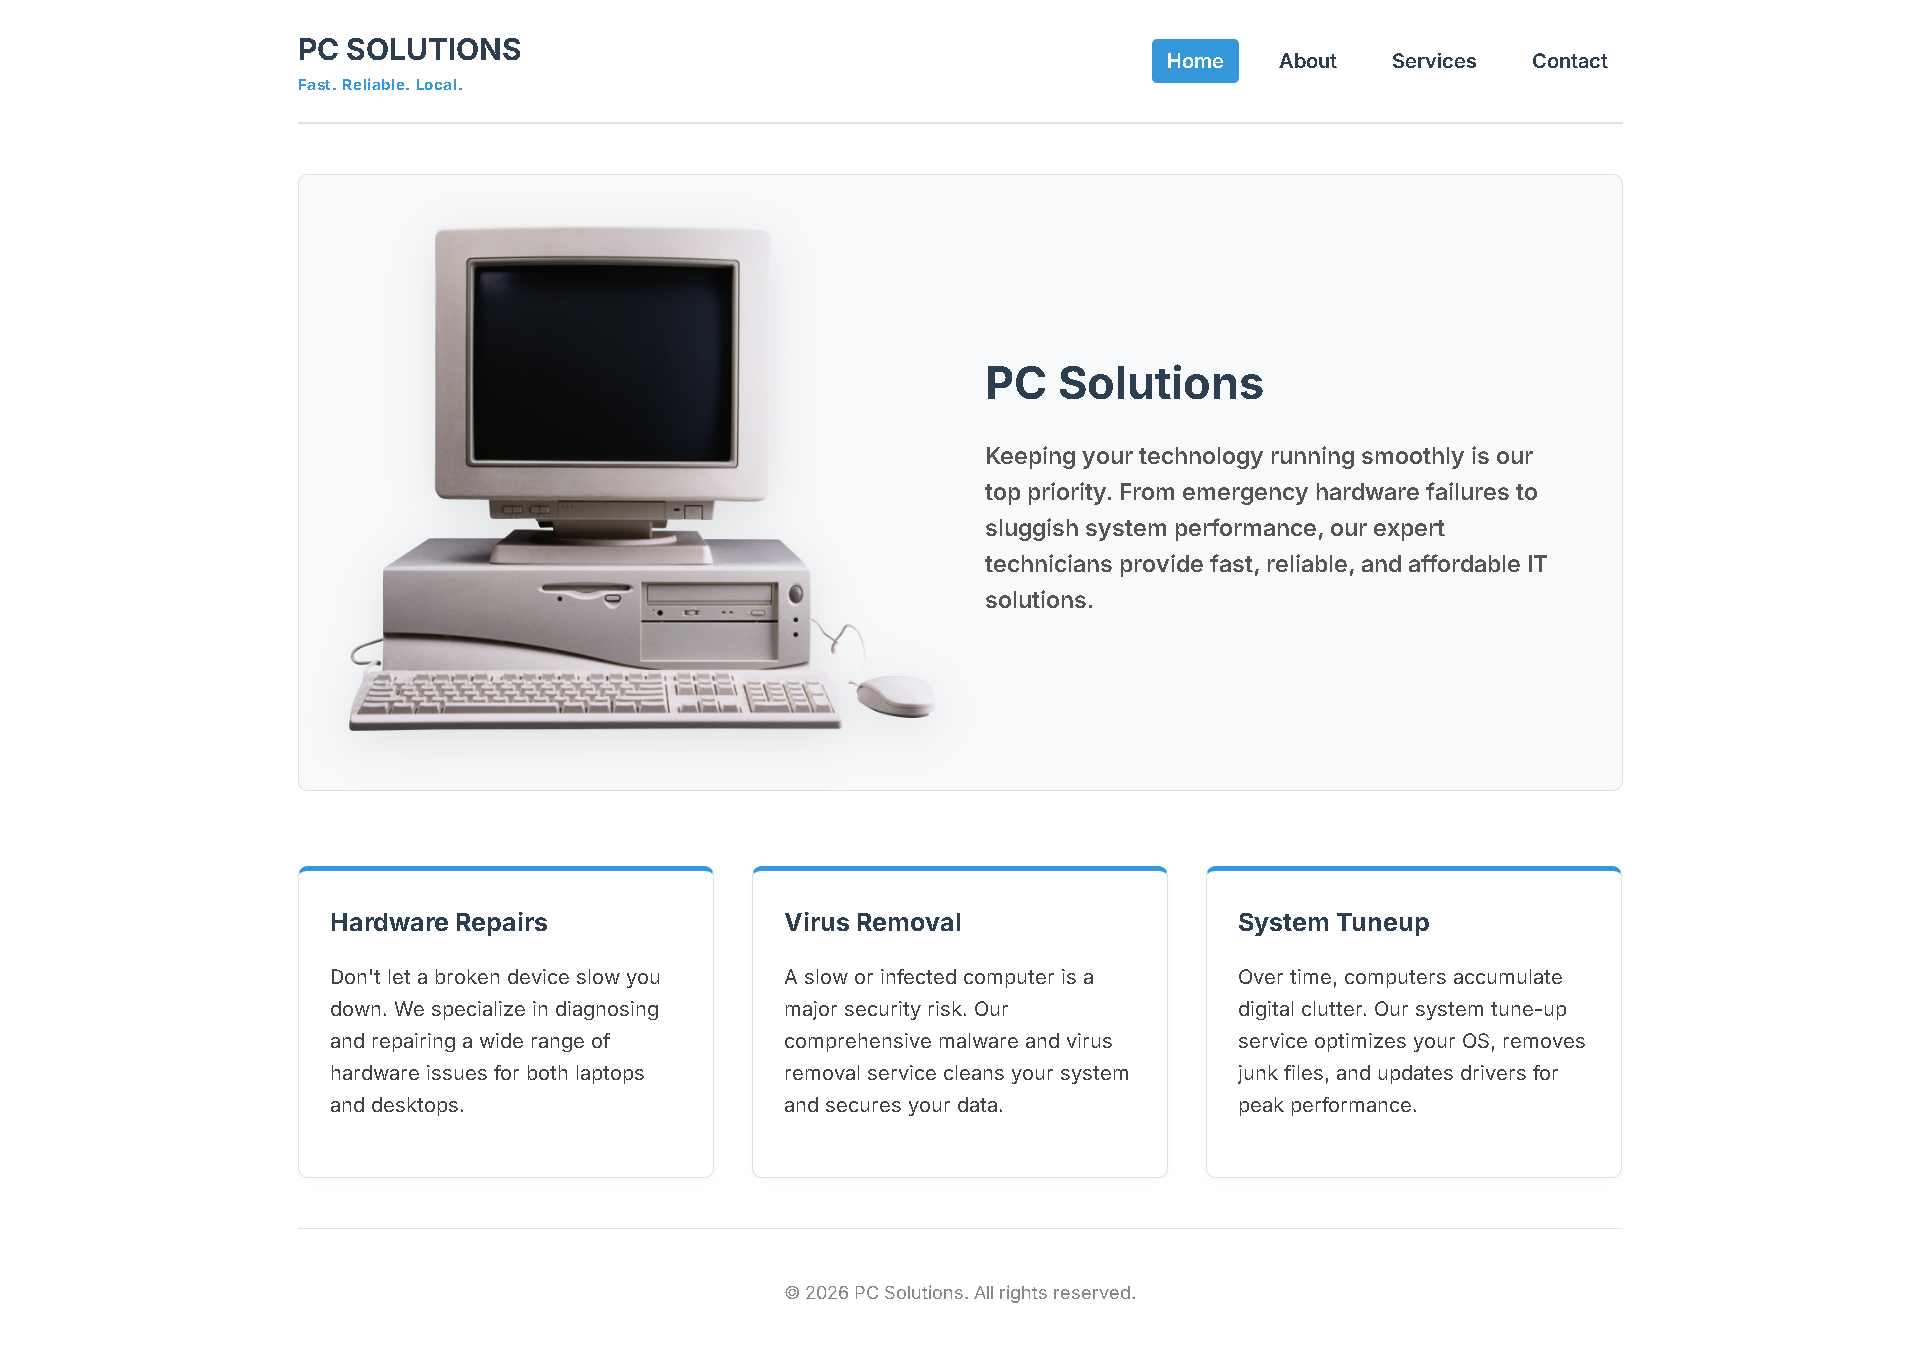 PC SOLUTIONS
Fast. Reliable. Local.
Home
About
Services
Contact
PC Solutions
Keeping your technology running smoothly is our
top priority. From emergency hardware failures to
sluggish system performance, our expert
technicians provide fast, reliable, and affordable IT
solutions.
Hardware Repairs
Don't let a broken device slow you
down. We specialize in diagnosing
and repairing a wide range of
hardware issues for both laptops
and desktops.
Virus Removal
A slow or infected computer is a
major security risk. Our
comprehensive malware and virus
removal service cleans your system
and secures your data.
System Tuneup
Over time, computers accumulate
digital clutter. Our system tune-up
service optimizes your OS, removes
junk files, and updates drivers for
peak performance.
© 2026 PC Solutions. All rights reserved.